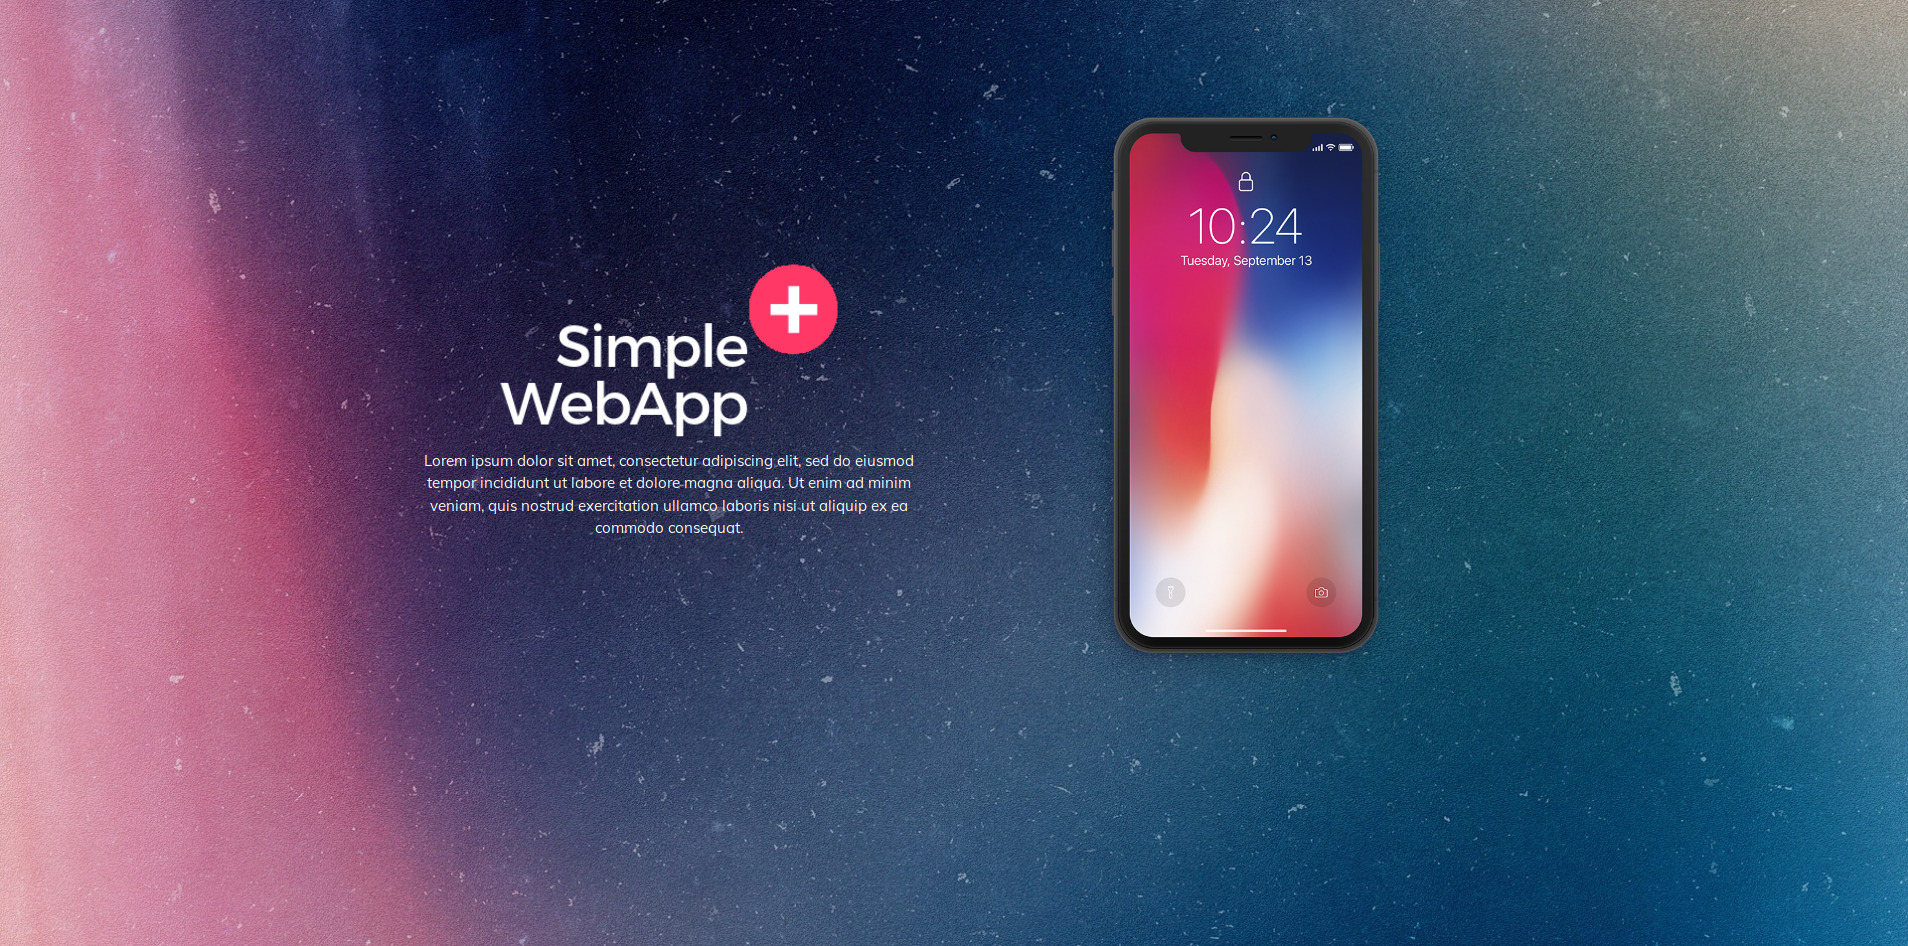 Simple
WebApp
Lorem ipsum dolor sit amet, consectetur adipiscing elit, sed do eiusmod
tempor incididunt ut labore et dolore magna aliqua. Ut enim ad minim
veniam, quis nostrud exercitation ullamco laboris nisi ut aliquip ex ea
commodo consequat.
10:24
Tuesday, September 13